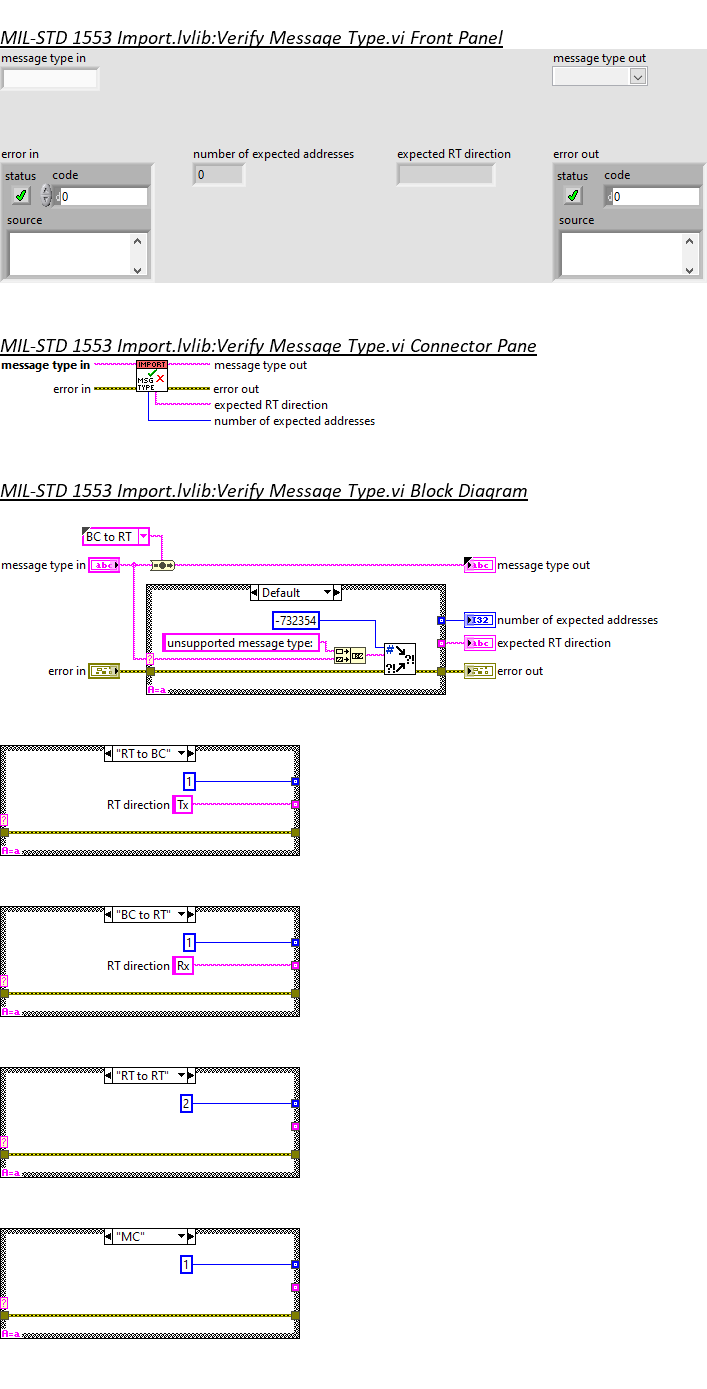 MIL-STD 1553 Import.lvlib:Verify Message Type.vi Front Panel
message type in
message type out
error in
number of expected addresses
expected RT direction
error out
status code
0
status code
d0
d0
source
source
MIL-STD 1553 Import.lvlib:Verify Message Type.vi Connector Pane
message type in
IMPORT
message type out
MSG
TYPE
error in
error out
expected RT direction
number of expected addresses
MIL-STD 1553 Import.lvlib:Verify Message Type.vi Block Diagram
BC to RT
message type in
abc
abc
message type out
Default
-732354
I32
number of expected addresses
unsupported message type:
abc
expected RT direction
?
#
?!
?!
error in
error out
A=a
"RT to BC"
1
RT direction
Tx
?
A=a
"BC to RT"
1
RT direction
Rx
?
A=a
"RT to RT"
2
?
A=a
"MC"
1
?
A=a